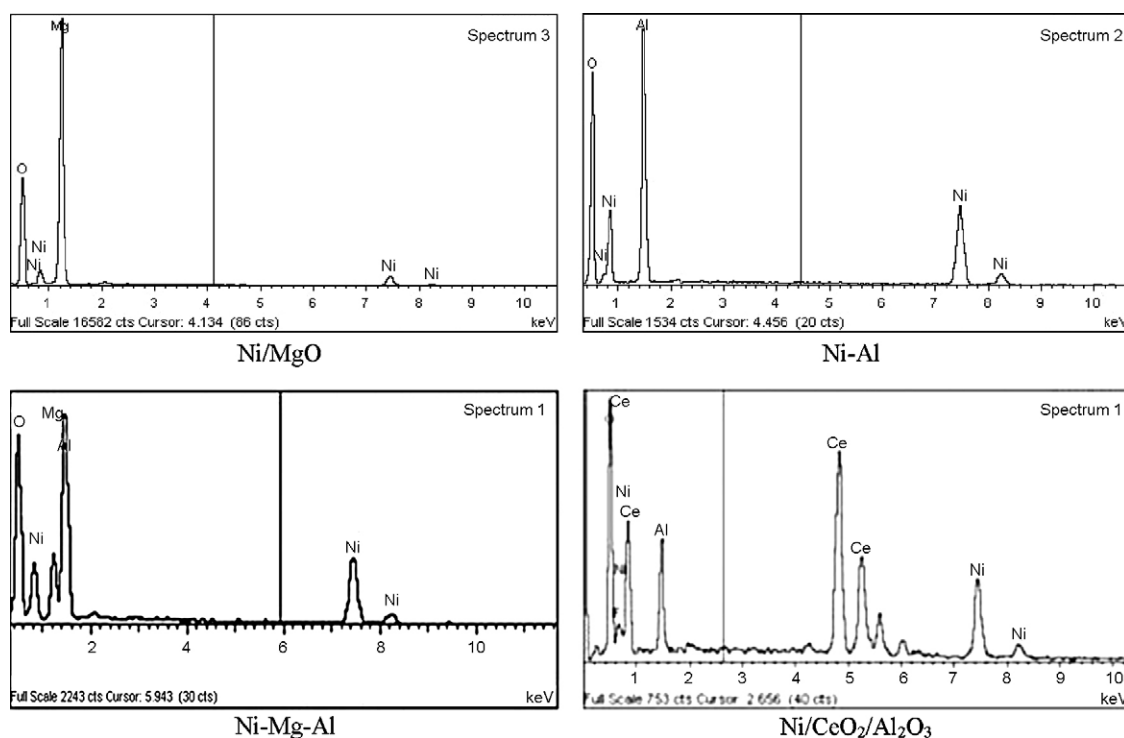 Mg
Spectrum 3
O
Ni
Ni
Ni
Ni
1 2 3 4 5 6 7 8 9 10
Full Scale 16582 cts Cursor: 4.134 (86 cts)
keV
Ni/MgO
Al
Spectrum 2
O
Ni
Ni
Ni
Ni
1 2 3 4 5 6 7 8 9 10
Full Scale 1534 cts Cursor: 4.456 (20 cts)
keV
Ni-Al
Mg
Spectrum 1
O
Al
Ni
Ni
Ni
2 4 6 8 10
Full Scale 2243 cts Cursor: 5.943 (30 cts)
keV
Ni-Mg-Al
Ce
Spectrum 1
O
Ce
Ni
Ce
Al
Ce
Ni
Ni
Ni
1 2 3 4 5 6 7 8 9 10
Full Scale 753 cts Cursor: 2.656 (40 cts)
keV
Ni/CeO₂/Al₂O₃